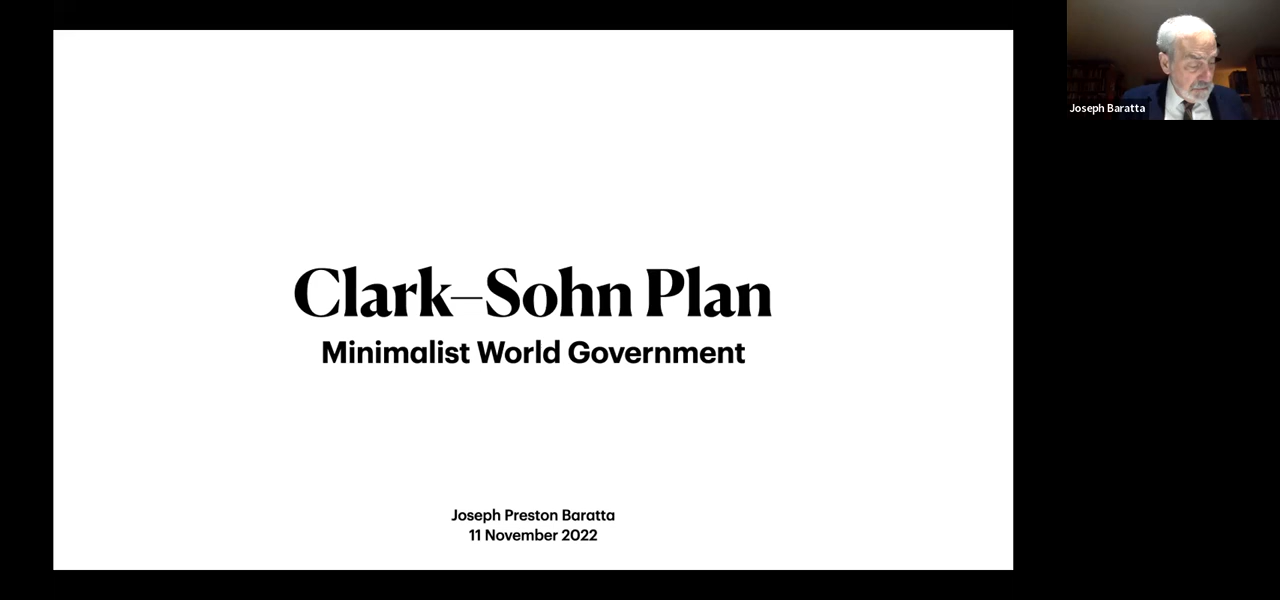 Clark–Sohn Plan
Minimalist World Government
Joseph Preston Baratta
11 November 2022
Joseph Baratta